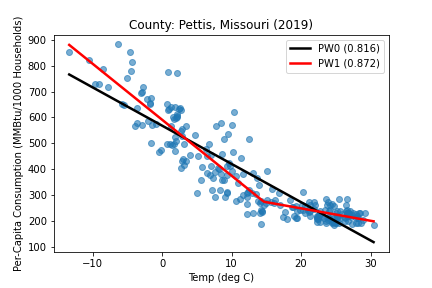 County: Pettis, Missouri (2019)
Per-Capita Consumption (MMBtu/1000 Households)
900
800
700
600
500
400
300
200
100
PW0 (0.816)
PW1 (0.872)
−10 0 10 20 30
Temp (deg C)